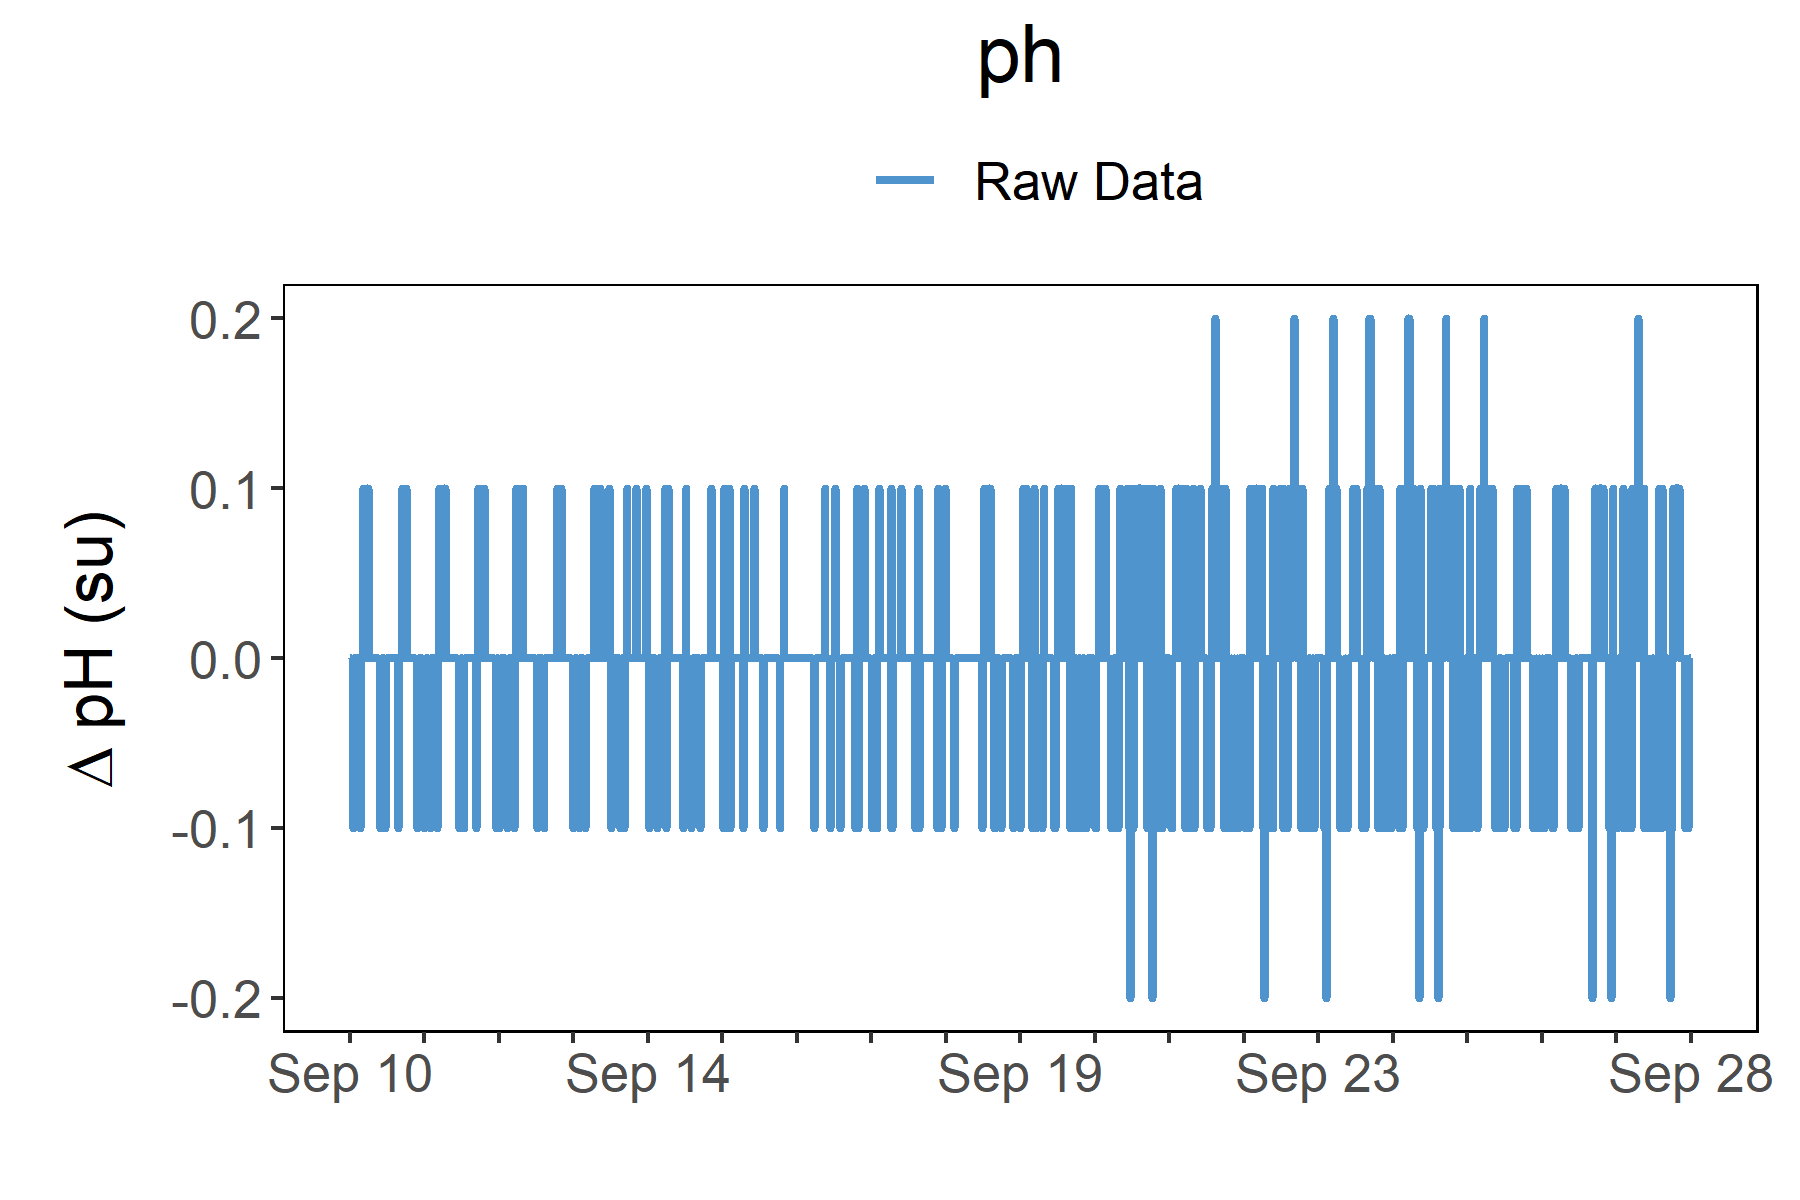 ph
Raw Data
Δ pH (su)
0.2
0.1
0.0
-0.1
-0.2
Sep 10
Sep 14
Sep 19
Sep 23
Sep 28